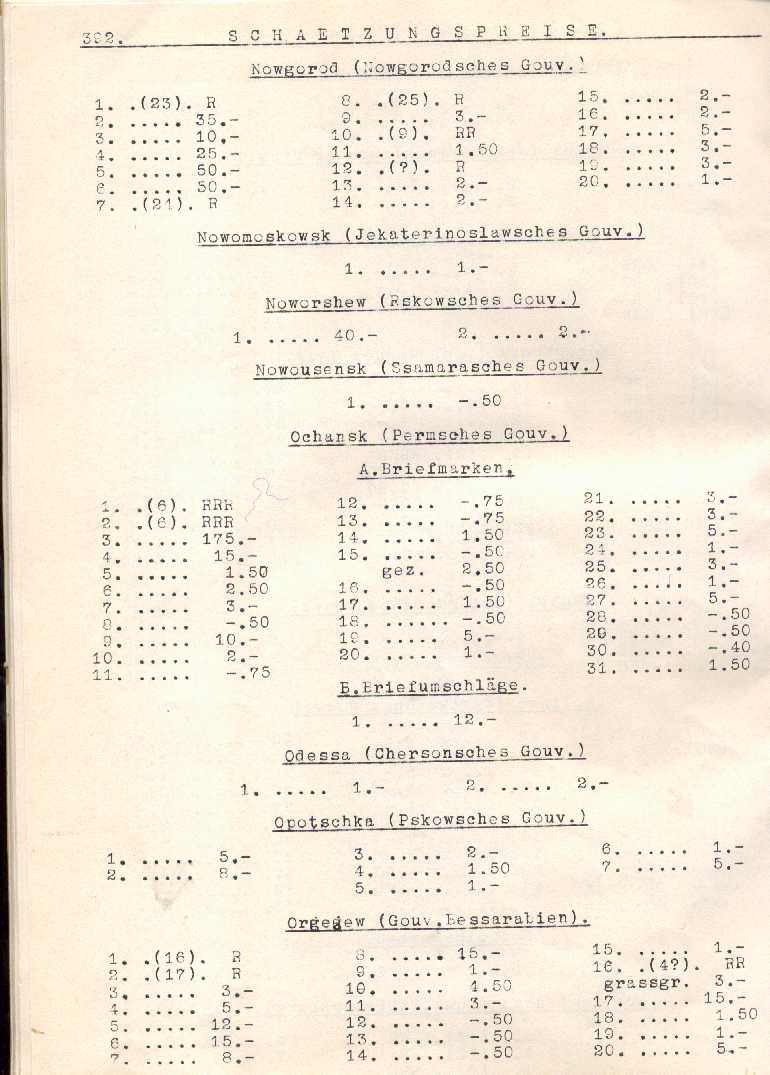 392. SCHAETZUNGSPREISE.
Nowgorod (Nowgorodsches Gouv.)
1. .(23). R
2. ..... 35.-
3. ..... 10.-
4. ..... 25.-
5. ..... 50.-
6. ..... 50.-
7. .(21). R
8. .(25). R
9. ..... 3.-
10. .(9). RR
11. ...... 1.50
12. .(?). R
13. ..... 2.-
14. ..... 2.-
15. ..... 2.-
16. ..... 2.-
17. ..... 5.-
18. ..... 3.-
19. ..... 3.-
20. ..... 1.-
Nowomoskowsk (Jekaterinoslawsches Gouv.)
1. ..... 1.-
Noworshew (Rskowsches Gouv.)
1. ..... 40.- 2. ..... 2.-
Nowousensk (Ssamarasches Gouv.)
1. ..... -.50
Ochansk (Permsches Gouv.)
A.Briefmarken.
1. .(6). RRR
2. .(6). RRR
3. ..... 175.-
4. ..... 15.-
5. ..... 1.50
6. ..... 2.50
7. ..... 3.-
8. ..... -.50
9. ..... 10.-
10. ..... 2.-
11. ..... -.75
12. ..... -.75
13. ..... -.75
14. ..... 1.50
15. ..... -.50
gez. 2.50
16. ..... -.50
17. ..... 1.50
18. ...... -.50
19. ..... 5.-
20. ..... 1.-
21. ..... 3.-
22. ..... 3.-
23. ..... 5.-
24. ..... 1.-
25. ..... 3.-
26. ..... 1.-
27. ..... 5.-
28. ..... -.50
29. ..... -.50
30. ..... -.40
31. ..... 1.50
B.Briefumschläge.
1. ..... 12.-
Odessa (Chersonsches Gouv.)
1. ..... 1.- 2. ..... 2.-
Opotschka (Pskowsches Gouv.)
1. ..... 5.-
2. ..... 8.-
3. ..... 2.-
4. ..... 1.50
5. ..... 1.-
6. ..... 1.-
7. ..... 5.-
Orgegew (Gouv.Bessarabien).
1. .(16). R
2. .(17). R
3. ..... 3.-
4. ..... 5.-
5. ..... 12.-
6. ..... 15.-
7. ..... 8.-
8. ..... 15.-
9. ..... 1.-
10. ..... 1.50
11. ..... 3.-
12. ..... -.50
13. ..... -.50
14. ..... -.50
15. ..... 1.-
16. .(4?). RR
grassgr. 3.-
17. ..... 15.-
18. ..... 1.50
19. ..... 1.-
20. ..... 5.-